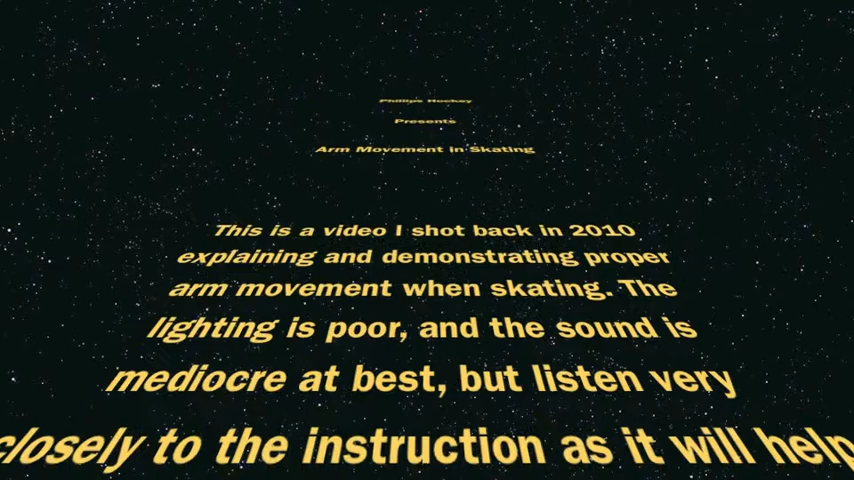 Phillips Hockey
Presents
Arm Movement in Skating
This is a video I shot back in 2010
explaining and demonstrating proper
arm movement when skating. The
lighting is poor, and the sound is
mediocre at best, but listen very
closely to the instruction as it will help